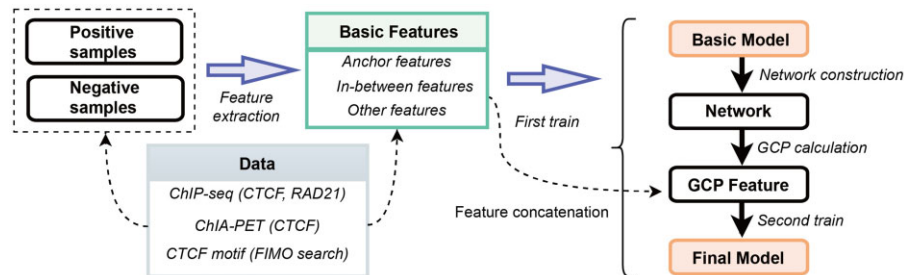 Positive
samples
Negative
samples
Feature
extraction
Basic Features
Anchor features
In-between features
Other features
First train
Data
ChIP-seq (CTCF, RAD21)
ChIA-PET (CTCF)
CTCF motif (FIMO search)
Feature concatenation
Basic Model
Network construction
Network
GCP calculation
GCP Feature
Second train
Final Model